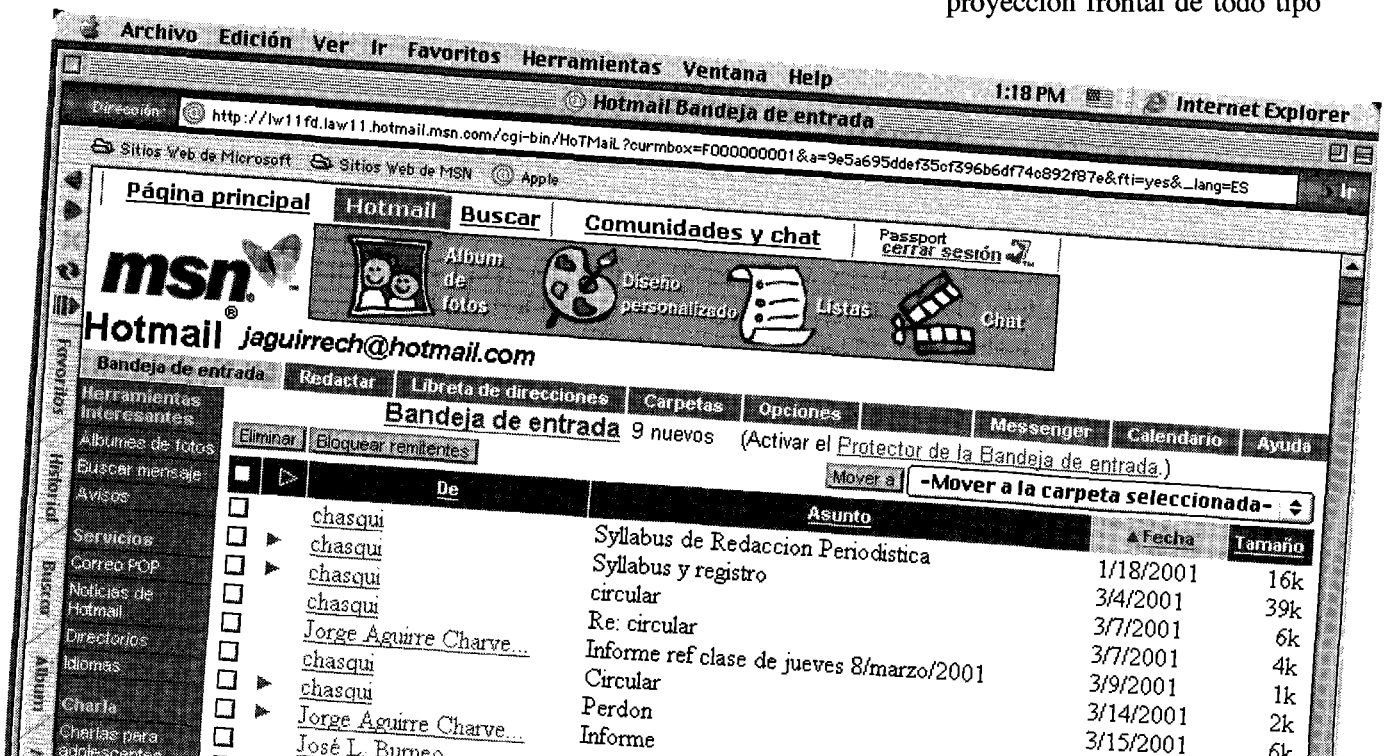 proyección frontal de todo tipo
Archivo Edición Ver Ir Favoritos Herramientas Ventana Help 1:18 PM Internet Explorer
Hotmail Bandeja de entrada
Dirección: http://lw11fd.law11.hotmail.msn.com/cgi-bin/HoTMaiL?curmbox=F000000001&a=9e5a695ddef35cf396b6df74c892f87e&fti=yes&_lang=ES Ir
Sitios Web de Microsoft Sitios Web de MSN Apple
Página principal Hotmail Buscar Comunidades y chat Passport
cerrar sesión
msn Album de fotos Diseño personalizado Listas Chat
Hotmail® jaguirrech@hotmail.com
Bandeja de entrada Redactar Libreta de direcciones Carpetas Opciones Messenger Calendario Ayuda
Bandeja de entrada 9 nuevos (Activar el Protector de la Bandeja de entrada.)
Eliminar Bloquear remitentes Mover a -Mover a la carpeta seleccionada-
De Asunto Fecha Tamaño
chasqui Syllabus de Redaccion Periodistica 1/18/2001 16k
chasqui Syllabus y registro 3/4/2001 39k
chasqui circular 3/7/2001 6k
chasqui Re: circular 3/7/2001 4k
Jorge Aguirre Charve... Informe ref clase de jueves 8/marzo/2001 3/9/2001 1k
chasqui Circular 3/14/2001 2k
chasqui Perdon 3/15/2001 6k
Jorge Aguirre Charve... Informe
José L. Burneo
Herramientas Interesantes
Albumes de fotos
Buscar mensaje
Avisos
Servicios
Correo POP
Noticias de Hotmail
Directorios
Idiomas
Charla
Charlas para
adolescentes
Favoritos
Historial
Buscar
Album